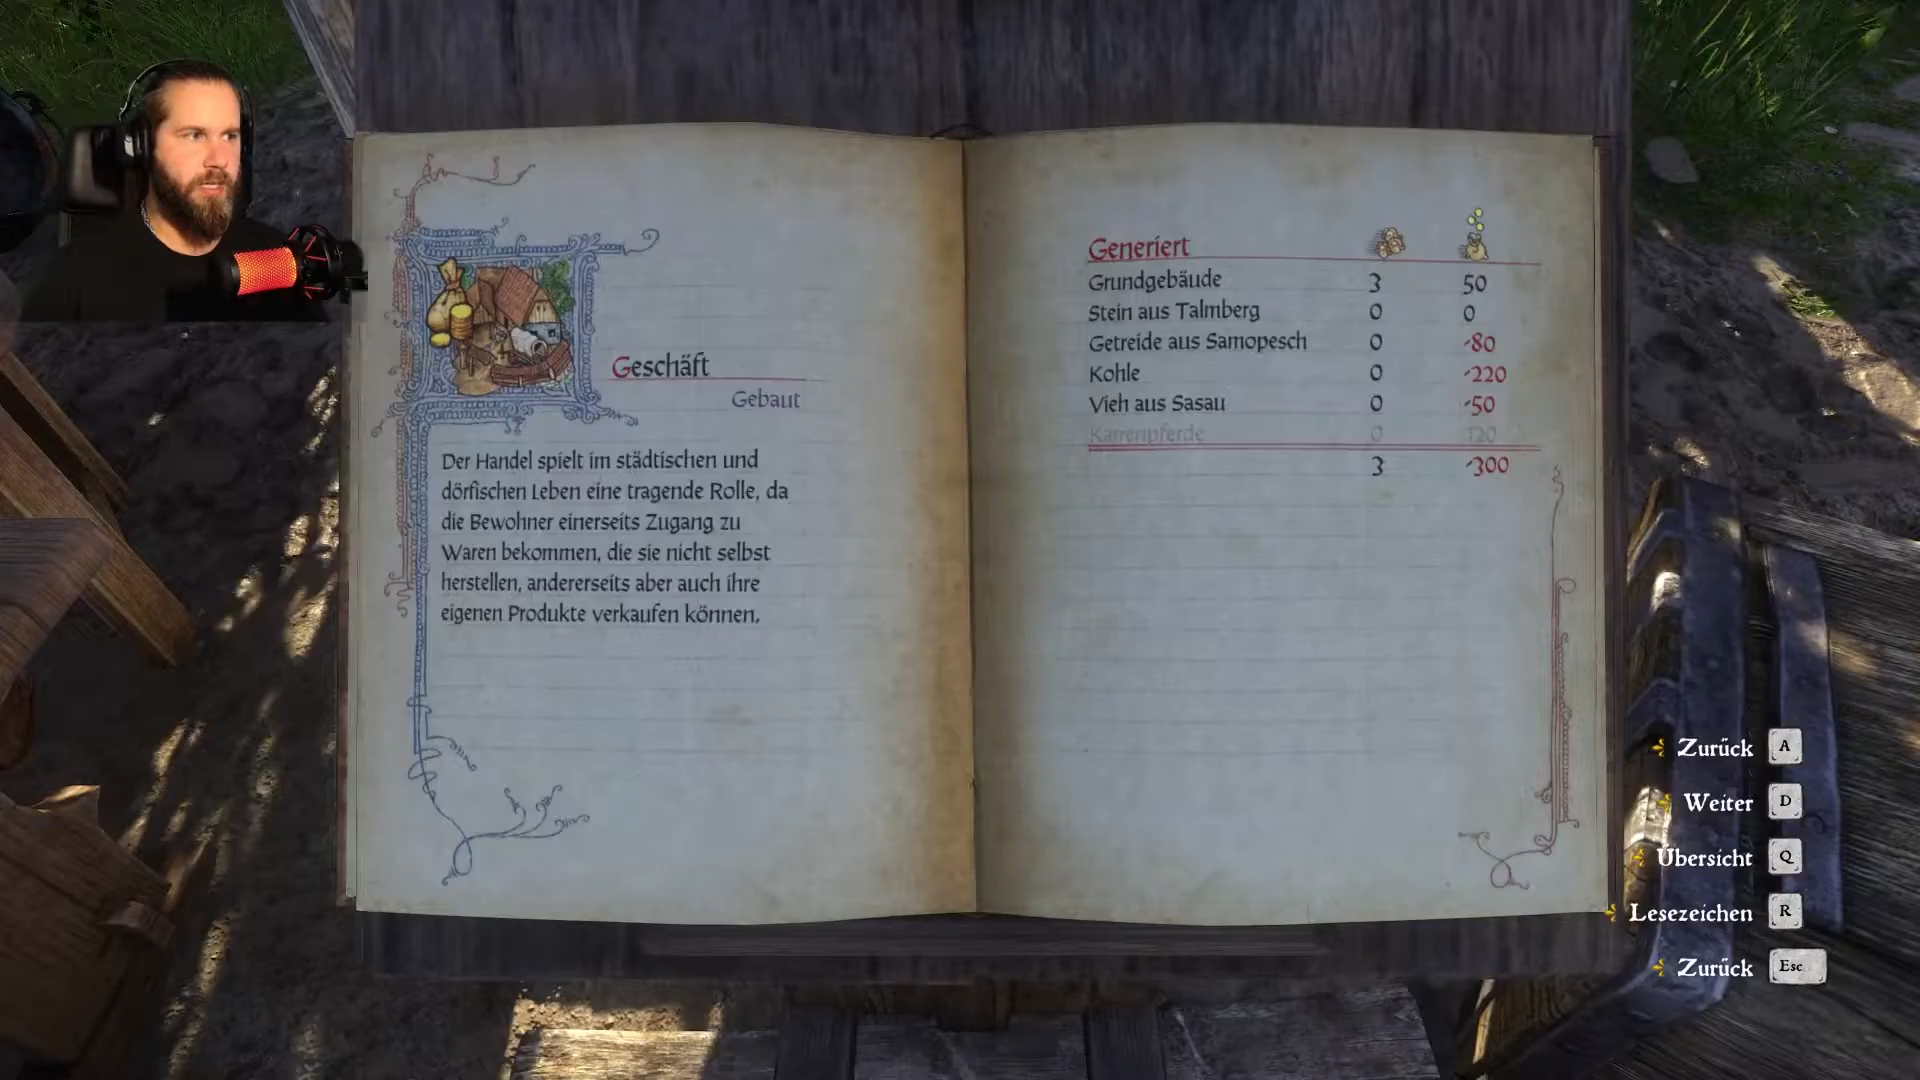 Geschäft
Gebaut
Der Handel spielt im städtischen und
dörfischen Leben eine tragende Rolle, da
die Bewohner einerseits Zugang zu
Waren bekommen, die sie nicht selbst
herstellen, andererseits aber auch ihre
eigenen Produkte verkaufen können.
Generiert
Grundgebäude 3 50
Stein aus Talmberg 0 0
Getreide aus Samopesch 0 -80
Kohle 0 -220
Vieh aus Sasau 0 -50
Karrenpferde 0 120
3 -300
Zurück A
Weiter D
Übersicht Q
Lesezeichen R
Zurück Esc